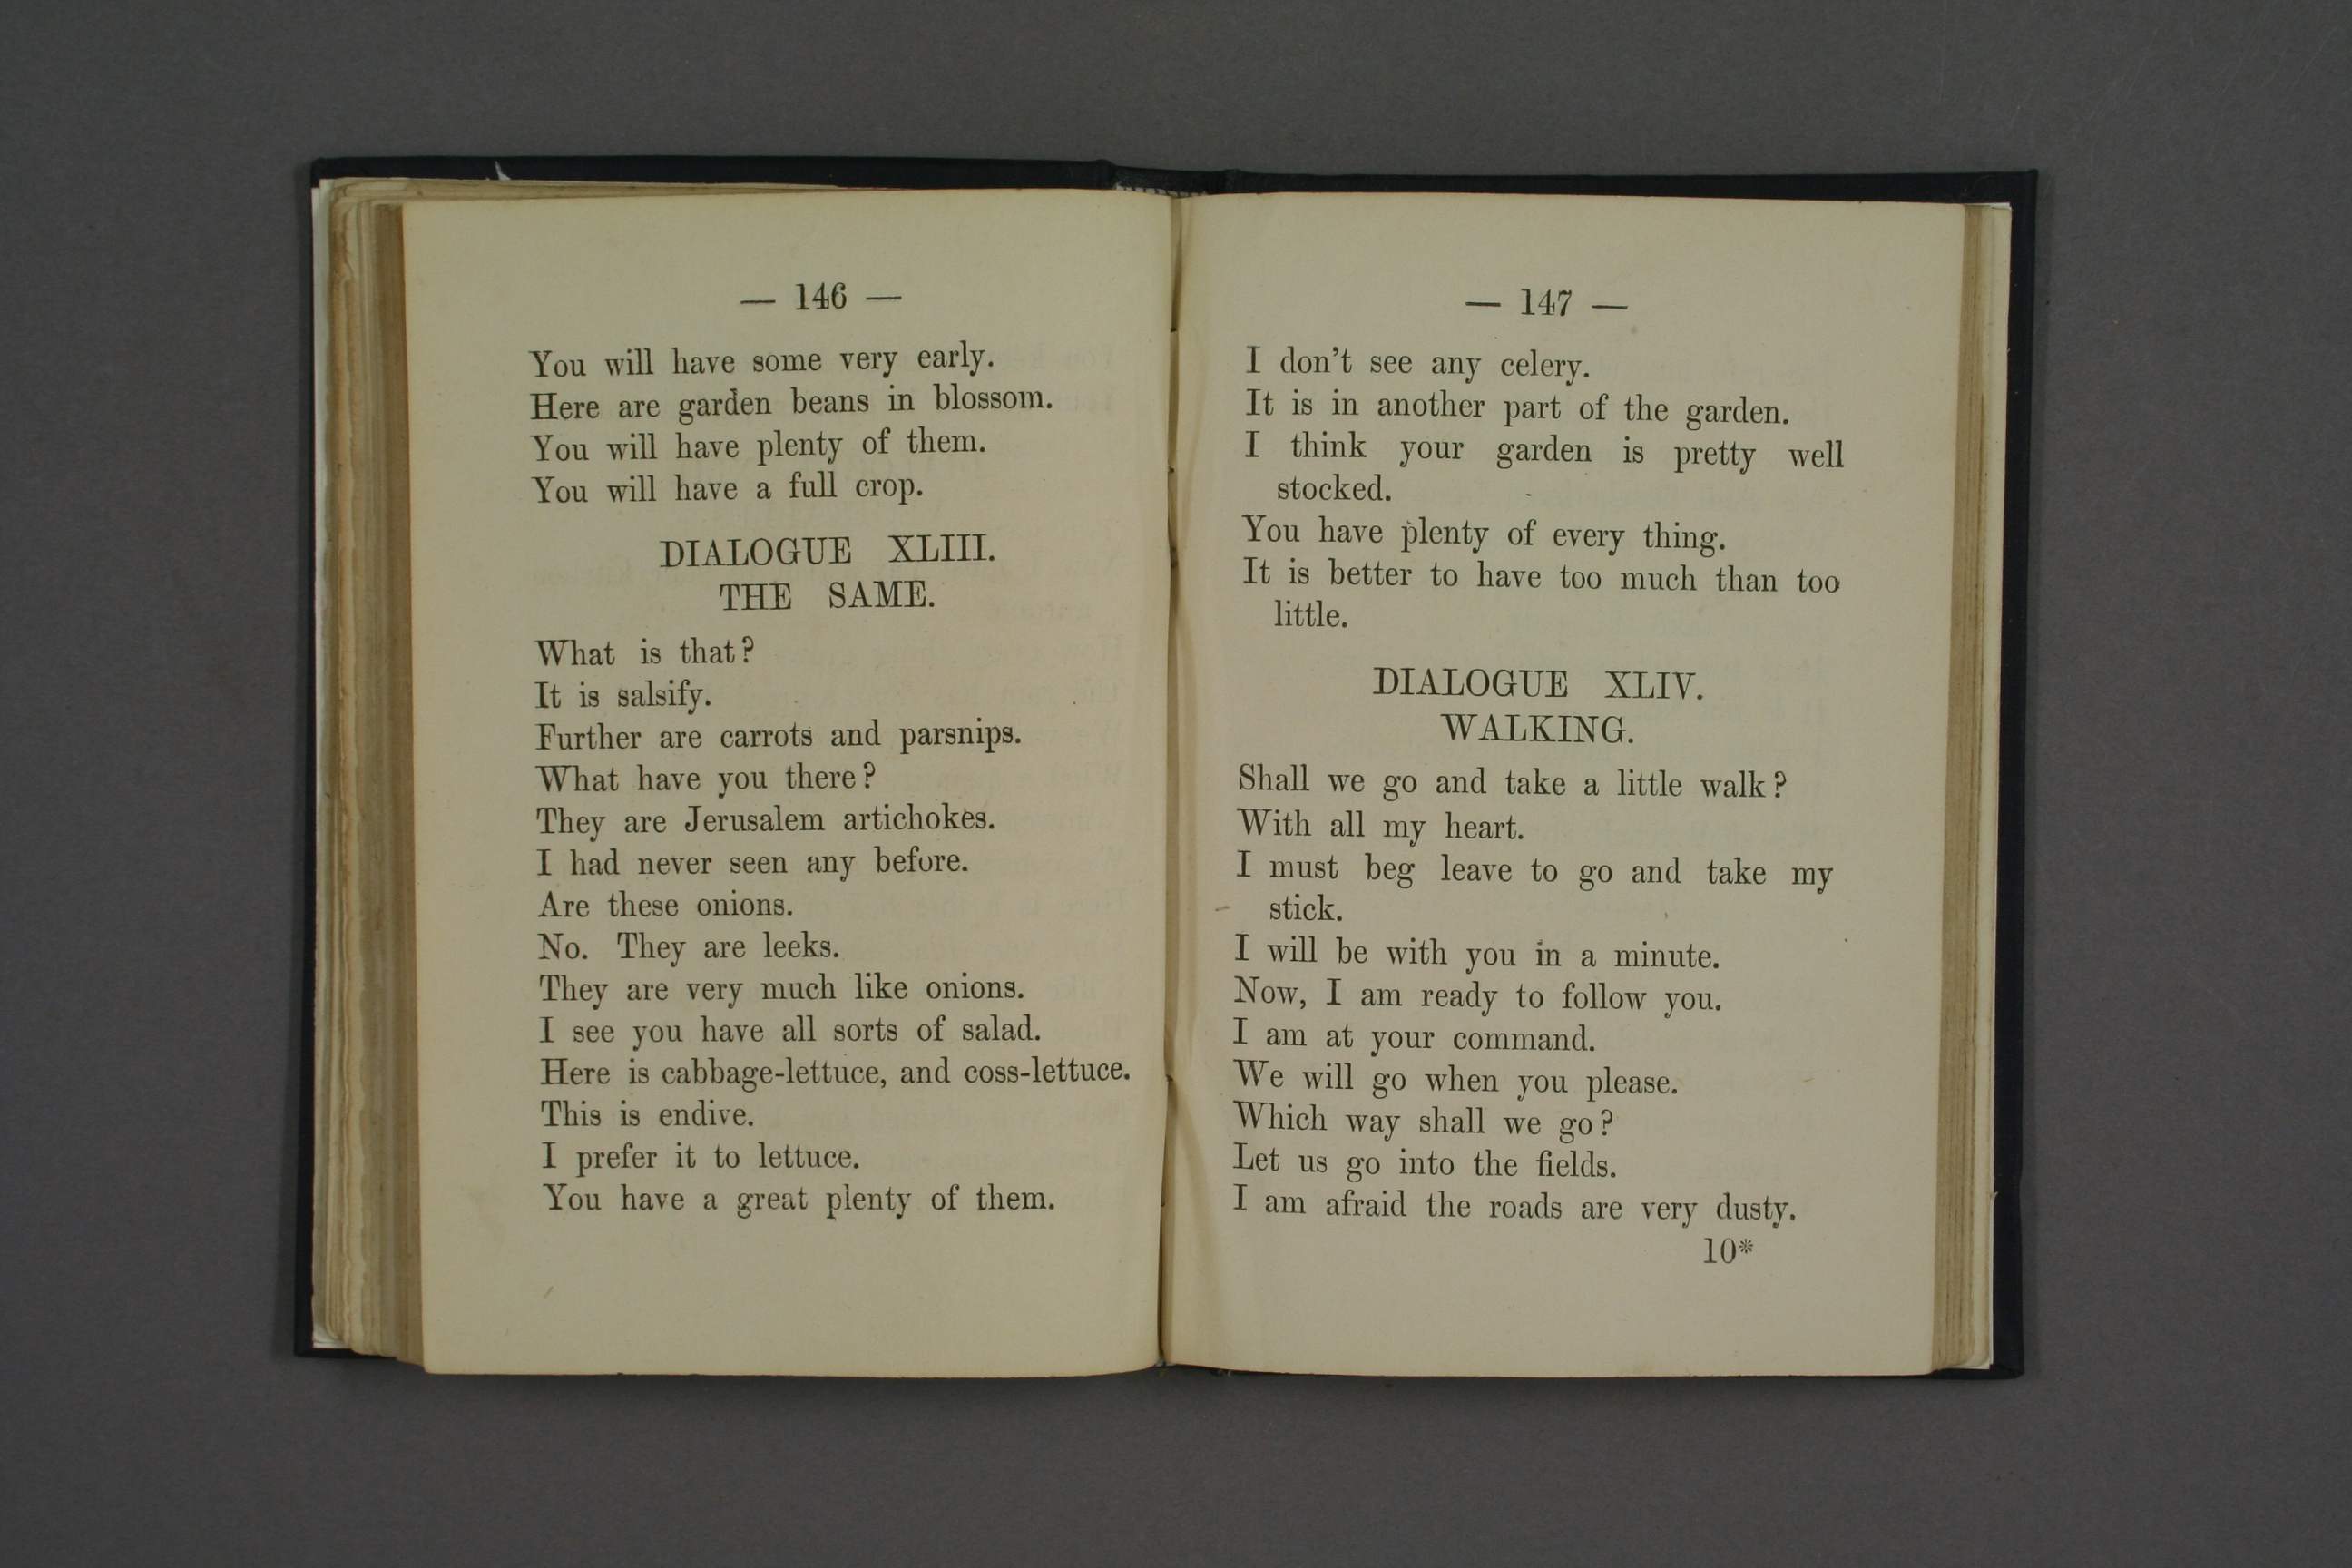 — 146 —
You will have some very early.
Here are garden beans in blossom.
You will have plenty of them.
You will have a full crop.
DIALOGUE XLIII.
THE SAME.
What is that?
It is salsify.
Further are carrots and parsnips.
What have you there?
They are Jerusalem artichokes.
I had never seen any before.
Are these onions.
No. They are leeks.
They are very much like onions.
I see you have all sorts of salad.
Here is cabbage-lettuce, and coss-lettuce.
This is endive.
I prefer it to lettuce.
You have a great plenty of them.
— 147 —
I don't see any celery.
It is in another part of the garden.
I think your garden is pretty well
stocked.
You have plenty of every thing.
It is better to have too much than too
little.
DIALOGUE XLIV.
WALKING.
Shall we go and take a little walk?
With all my heart.
I must beg leave to go and take my
stick.
I will be with you in a minute.
Now, I am ready to follow you.
I am at your command.
We will go when you please.
Which way shall we go?
Let us go into the fields.
I am afraid the roads are very dusty.
10*